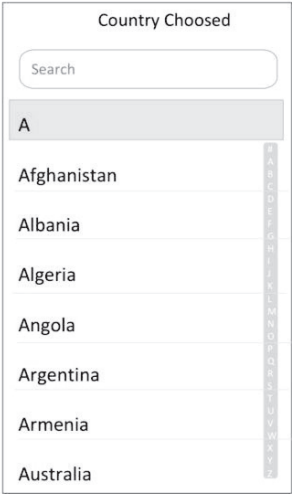 Country Choosed
Search
A
Afghanistan
Albania
Algeria
Angola
Argentina
Armenia
Australia
#
A
B
C
D
E
F
G
H
I
J
K
L
M
N
O
P
Q
R
S
T
U
V
W
X
Y
Z